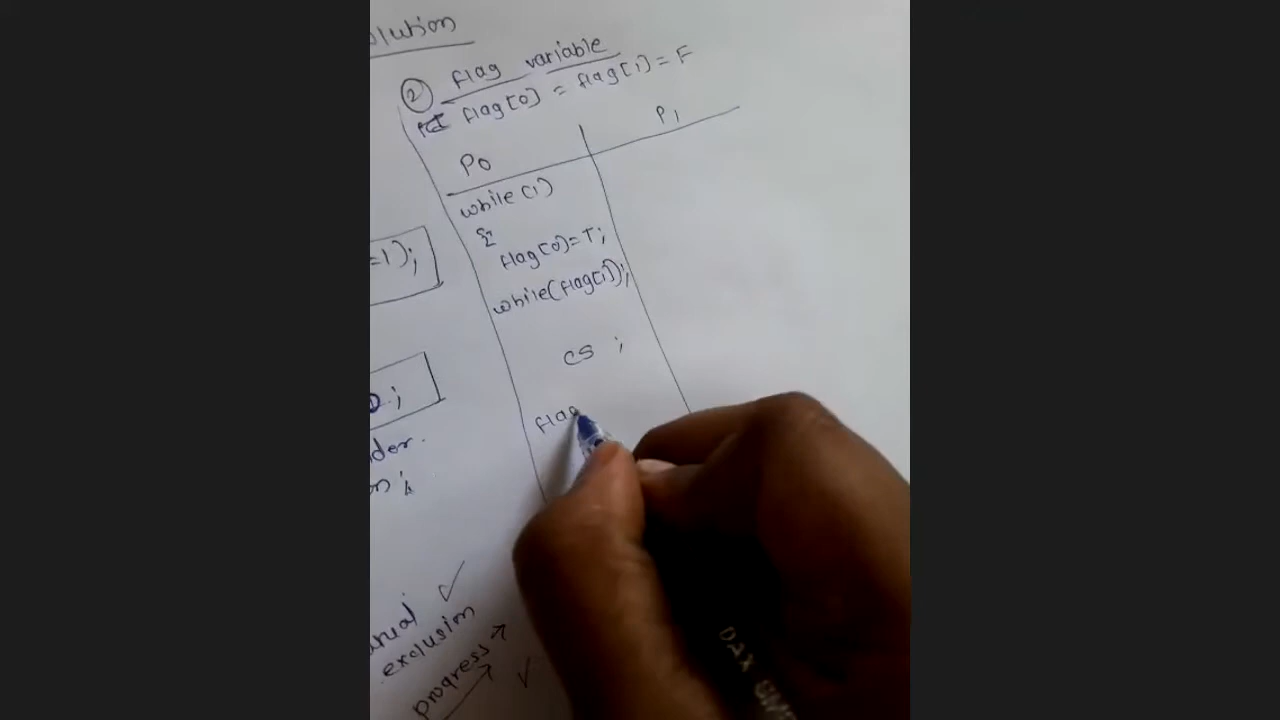 olution
② flag variable
flag[0] = flag[1] = F
P0
P1
while(1)
{
flag[0]=T;
while(flag[1]);
CS ;
flag
=1);
;
der.
on ;
exclusion
progress →